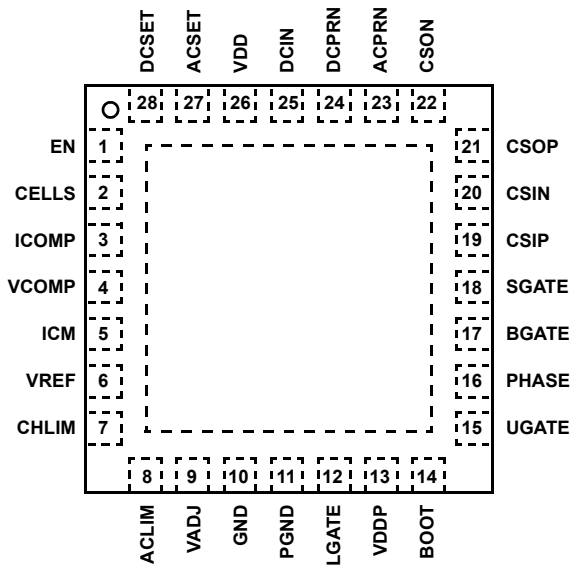 DCSET
ACSET
VDD
DCIN
DCPRN
ACPRN
CSON
28 27 26 25 24 23 22
EN 1
CELLS 2
ICOMP 3
VCOMP 4
ICM 5
VREF 6
CHLIM 7
21 CSOP
20 CSIN
19 CSIP
18 SGATE
17 BGATE
16 PHASE
15 UGATE
8 9 10 11 12 13 14
ACLIM
VADJ
GND
PGND
LGATE
VDDP
BOOT